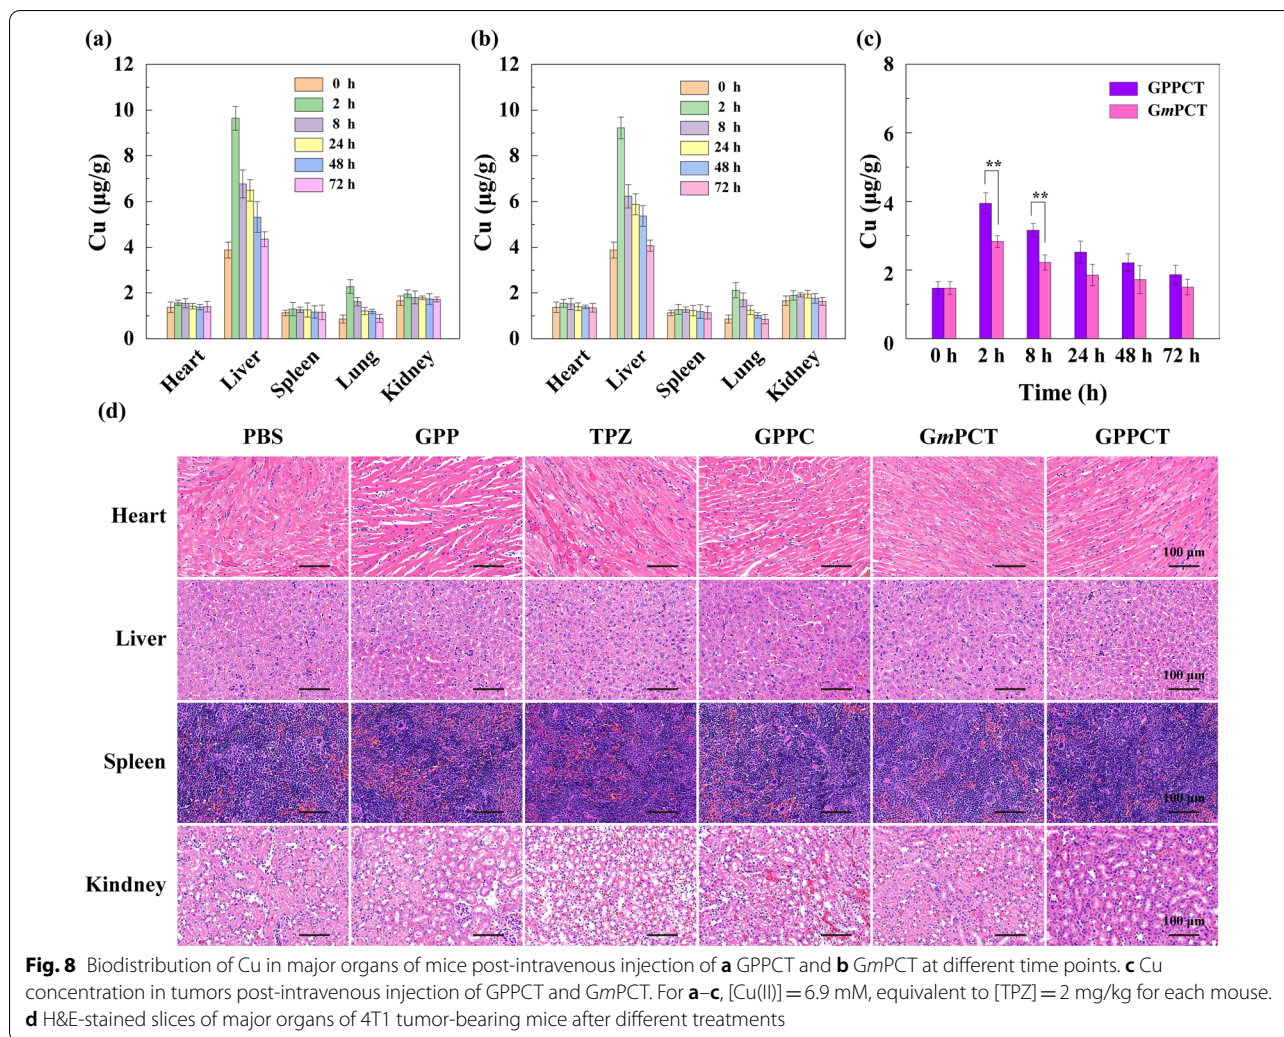 (a)
(b)
(c)
12
10
8
6
4
2
0
Cu (µg/g)
0 h
2 h
8 h
24 h
48 h
72 h
Heart
Liver
Spleen
Lung
Kidney
12
10
8
6
4
2
0
Cu (µg/g)
0 h
2 h
8 h
24 h
48 h
72 h
Heart
Liver
Spleen
Lung
Kidney
8
6
4
2
0
Cu (µg/g)
GPPCT
GmPCT
**
**
0 h 2 h 8 h 24 h 48 h 72 h
Time (h)
(d)
PBS GPP TPZ GPPC GmPCT GPPCT
Heart
100 µm
Liver
100 µm
Spleen
100 µm
Kindney
100 µm
Fig. 8 Biodistribution of Cu in major organs of mice post-intravenous injection of a GPPCT and b GmPCT at different time points. c Cu
concentration in tumors post-intravenous injection of GPPCT and GmPCT. For a–c, [Cu(II)] = 6.9 mM, equivalent to [TPZ] = 2 mg/kg for each mouse.
d H&E-stained slices of major organs of 4T1 tumor-bearing mice after different treatments